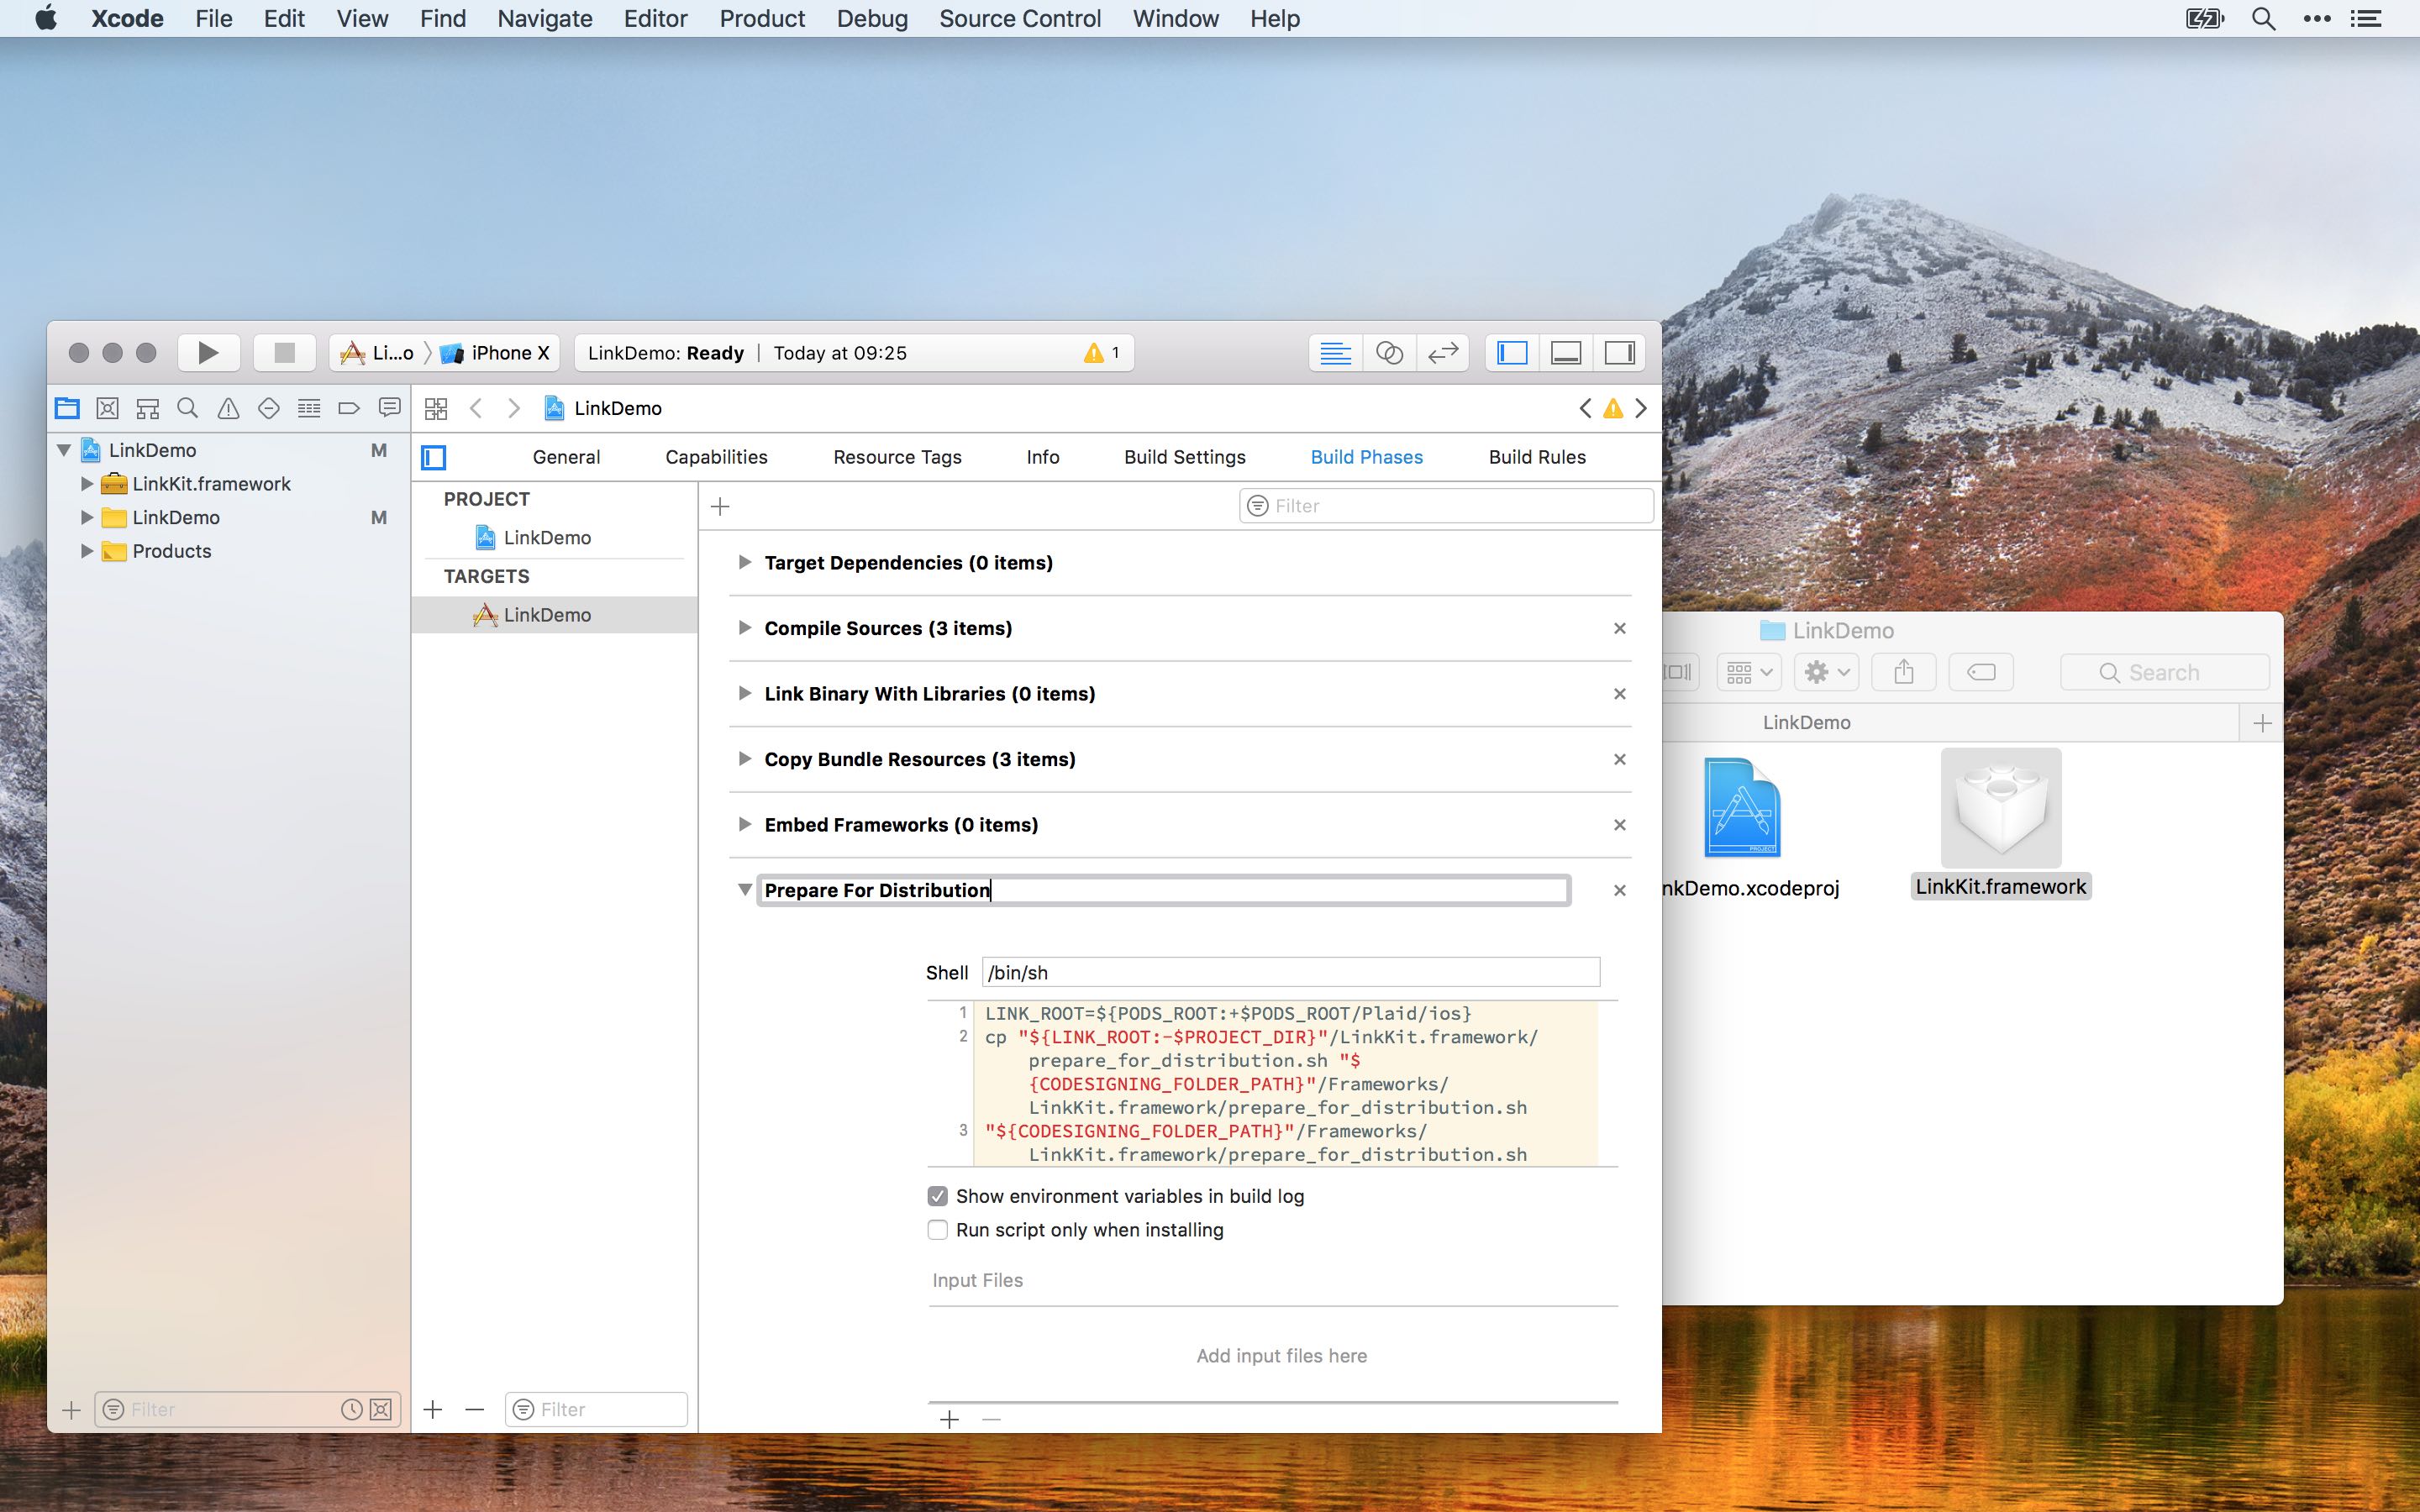 Xcode File Edit View Find Navigate Editor Product Debug Source Control Window Help
Li...o iPhone X
LinkDemo: Ready | Today at 09:25
1
LinkDemo
LinkDemo M
LinkKit.framework
LinkDemo M
Products
General Capabilities Resource Tags Info Build Settings Build Phases Build Rules
PROJECT
LinkDemo
TARGETS
LinkDemo
Filter
Target Dependencies (0 items)
Compile Sources (3 items)
Link Binary With Libraries (0 items)
Copy Bundle Resources (3 items)
Embed Frameworks (0 items)
Prepare For Distribution
Shell /bin/sh
1 LINK_ROOT=${PODS_ROOT:+$PODS_ROOT/Plaid/ios}
2 cp "${LINK_ROOT:-$PROJECT_DIR}"/LinkKit.framework/
prepare_for_distribution.sh "$
{CODESIGNING_FOLDER_PATH}"/Frameworks/
LinkKit.framework/prepare_for_distribution.sh
3 "${CODESIGNING_FOLDER_PATH}"/Frameworks/
LinkKit.framework/prepare_for_distribution.sh
Show environment variables in build log
Run script only when installing
Input Files
Add input files here
Filter
Filter
LinkDemo
Search
LinkDemo
PROJECT
nkDemo.xcodeproj
LinkKit.framework